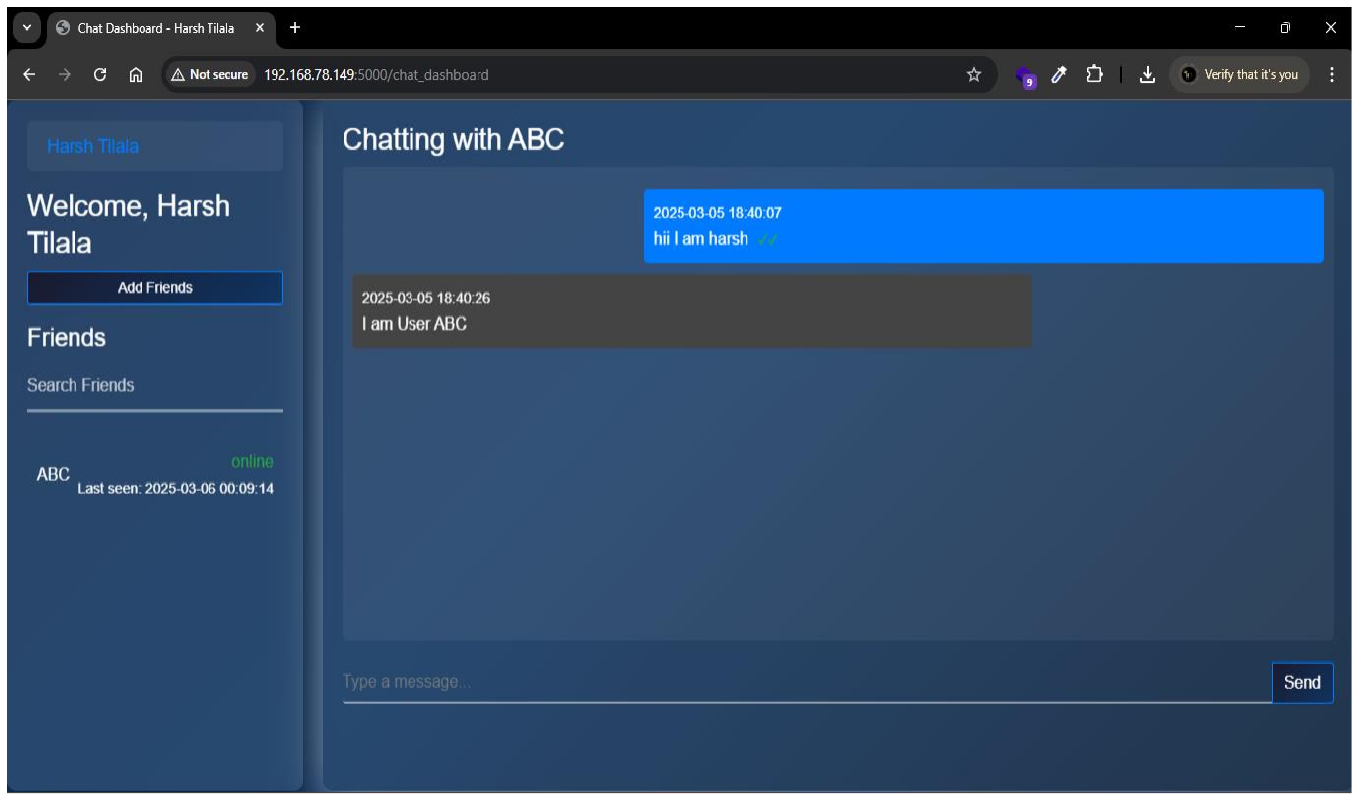 Chat Dashboard - Harsh Tilala
Not secure
192.168.78.149:5000/chat_dashboard
9
Verify that it's you
Harsh Tilala
Welcome, Harsh
Tilala
Add Friends
Friends
Search Friends
ABC
online
Last seen: 2025-03-06 00:09:14
Chatting with ABC
2025-03-05 18:40:07
hii I am harsh ✓✓
2025-03-05 18:40:26
I am User ABC
Type a message...
Send